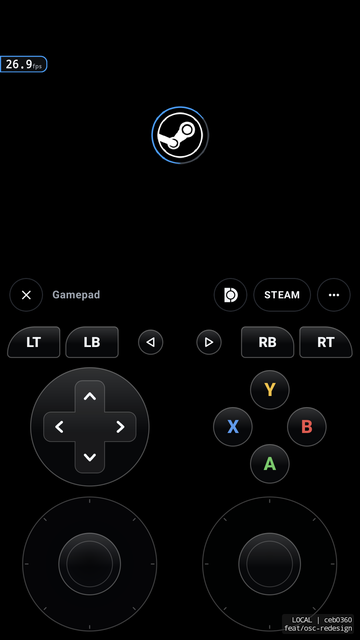 26.9fps
Gamepad
STEAM
LT
LB
RB
RT
Y
X
B
A
LOCAL | ceb0360
feat/osc-redesign